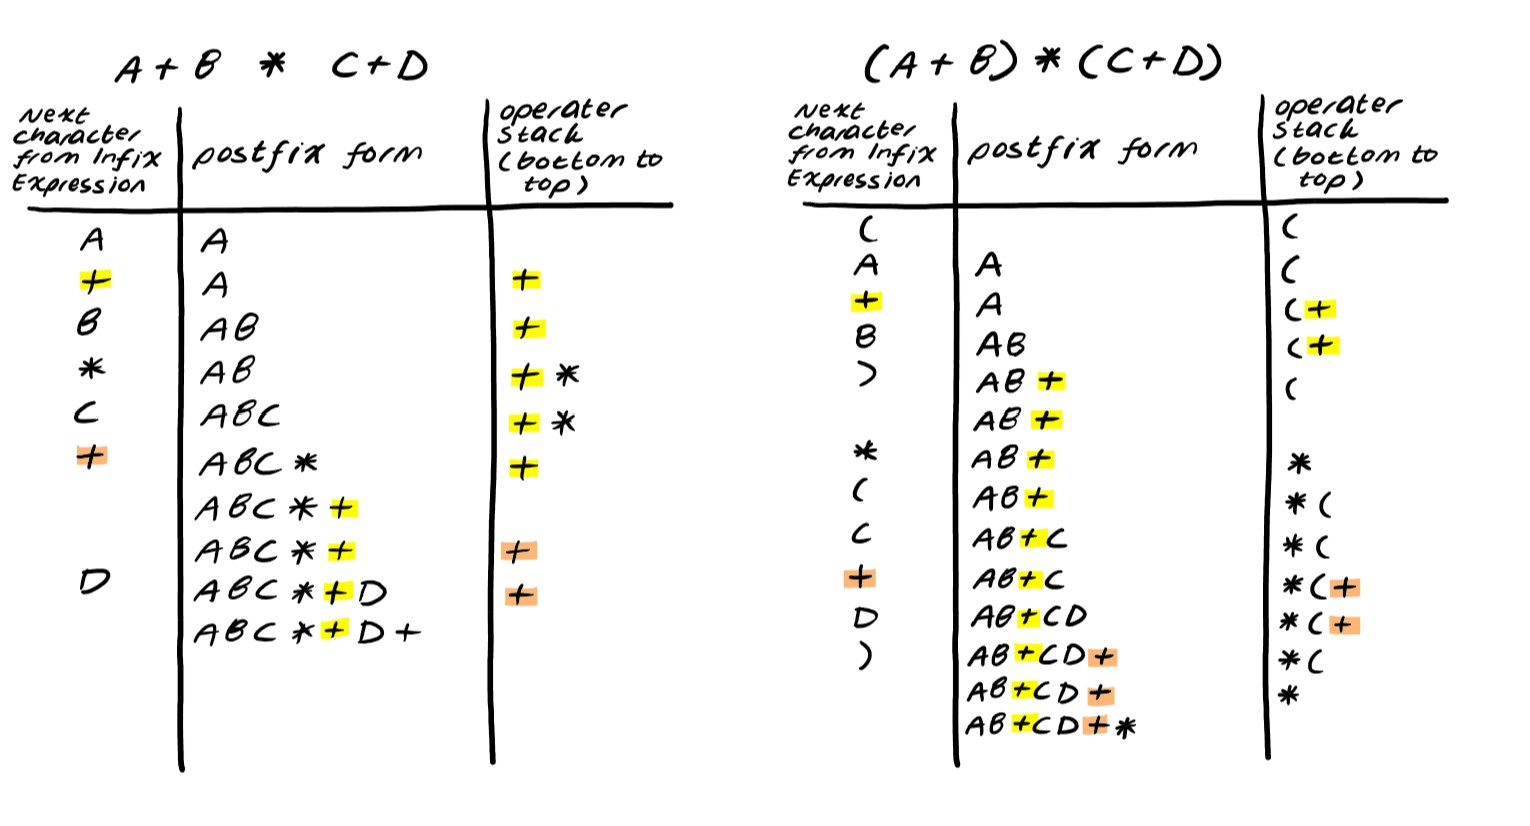 A + B * C + D
Next
character
from Infix
Expression
postfix form
operater
stack
(bottom to
top)
A A
+ A +
B AB +
* AB + *
C ABC + *
+ ABC * +
ABC * +
ABC * + +
D ABC * + D +
ABC * + D +
(A + B) * (C + D)
Next
character
from Infix
Expression
postfix form
operater
stack
(bottom to
top)
( (
A A (
+ A ( +
B AB ( +
) AB + (
AB +
* AB + *
( AB + * (
C AB + C * (
+ AB + C * ( +
D AB + CD * ( +
) AB + CD + * (
AB + CD + *
AB + CD + *